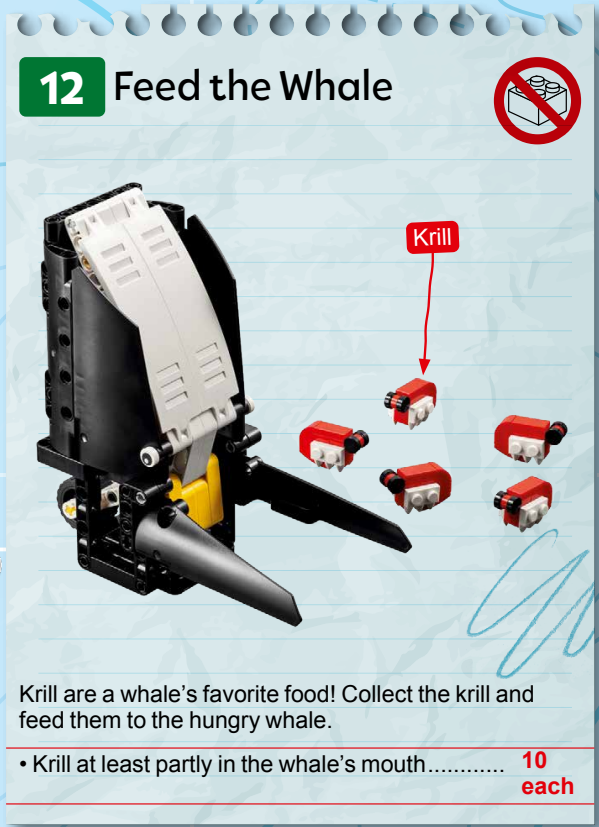 12 Feed the Whale
Krill
Krill are a whale's favorite food! Collect the krill and
feed them to the hungry whale.
• Krill at least partly in the whale's mouth............ 10
each